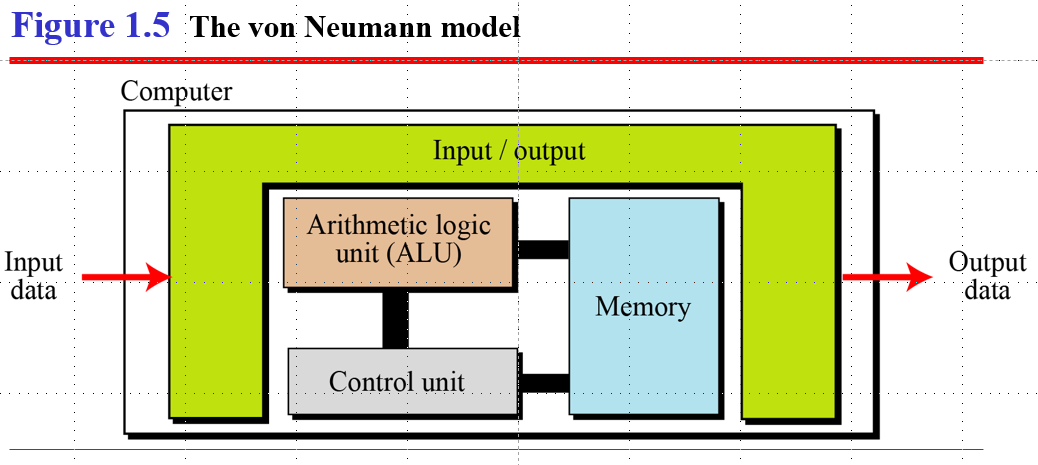 Figure 1.5 The von Neumann model
Computer
Input / output
Arithmetic logic
unit (ALU)
Input
data
Memory
Output
data
Control unit